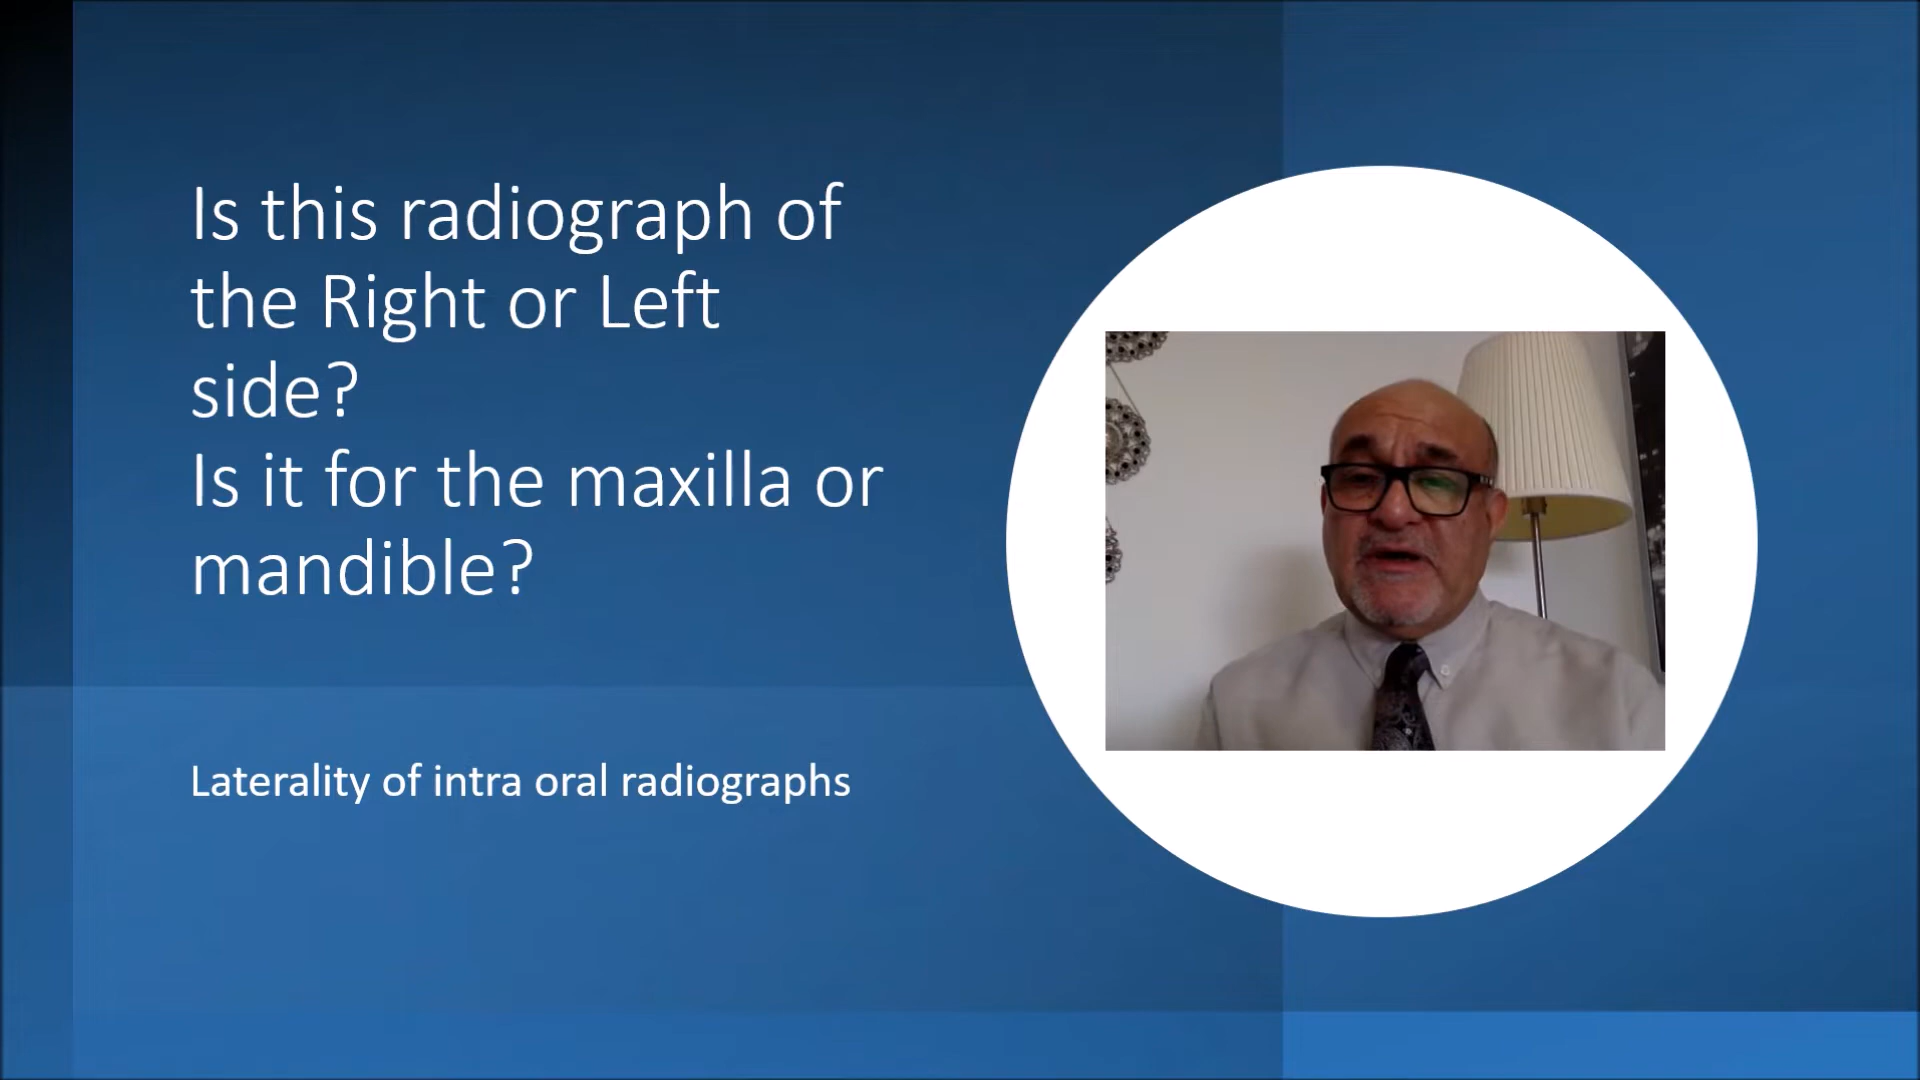 Is this radiograph of
the Right or Left
side?
Is it for the maxilla or
mandible?
Laterality of intra oral radiographs